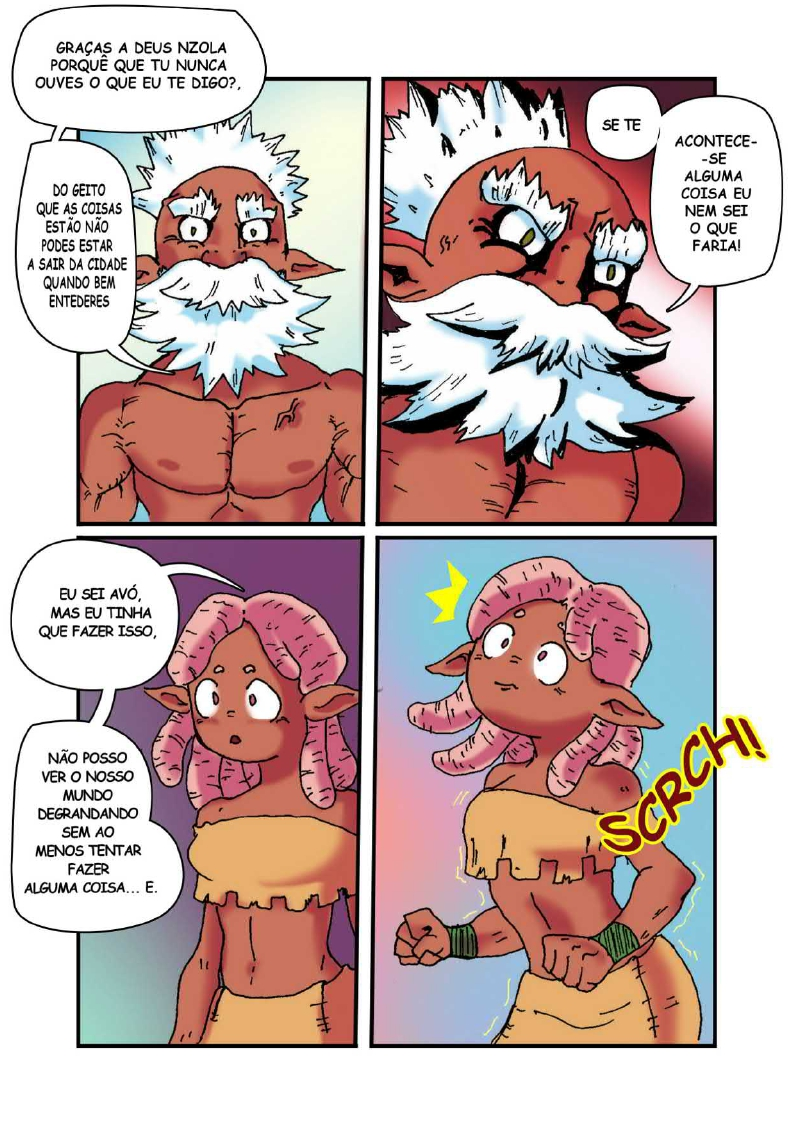 GRAÇAS A DEUS NZOLA
PORQUÊ QUE TU NUNCA
OUVES O QUE EU TE DIGO?,
DO GEITO
QUE AS COISAS
ESTÃO NÃO
PODES ESTAR
A SAIR DA CIDADE
QUANDO BEM
ENTEDERES
SE TE
ACONTECE-
-SE
ALGUMA
COISA EU
NEM SEI
O QUE
FARIA!
EU SEI AVÓ,
MAS EU TINHA
QUE FAZER ISSO,
NÃO POSSO
VER O NOSSO
MUNDO
DEGRANDANDO
SEM AO
MENOS TENTAR
FAZER
ALGUMA COISA... E.
SCRCH!